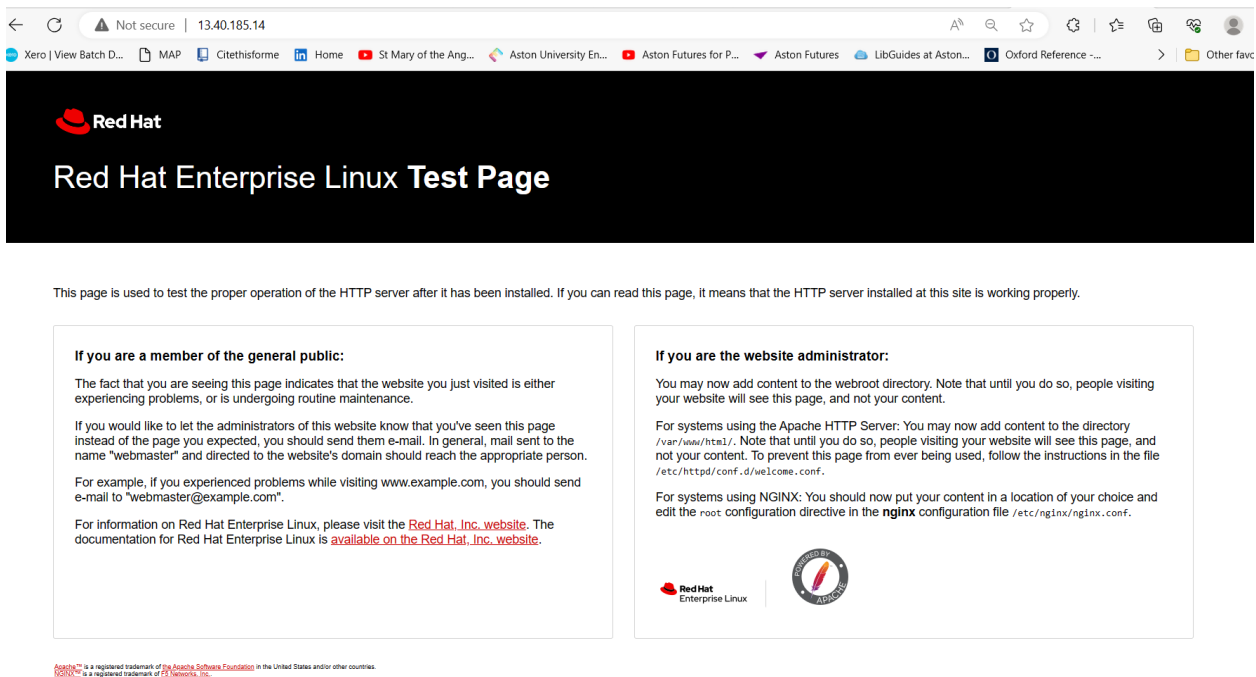 Not secure | 13.40.185.14
Xero | View Batch D... MAP Citethisforme Home St Mary of the Ang... Aston University En... Aston Futures for P... Aston Futures LibGuides at Aston... Oxford Reference -... Other favo
Red Hat
Red Hat Enterprise Linux Test Page
This page is used to test the proper operation of the HTTP server after it has been installed. If you can read this page, it means that the HTTP server installed at this site is working properly.
If you are a member of the general public:
The fact that you are seeing this page indicates that the website you just visited is either
experiencing problems, or is undergoing routine maintenance.
If you would like to let the administrators of this website know that you've seen this page
instead of the page you expected, you should send them e-mail. In general, mail sent to the
name "webmaster" and directed to the website's domain should reach the appropriate person.
For example, if you experienced problems while visiting www.example.com, you should send
e-mail to "webmaster@example.com".
For information on Red Hat Enterprise Linux, please visit the Red Hat, Inc. website. The
documentation for Red Hat Enterprise Linux is available on the Red Hat, Inc. website.
If you are the website administrator:
You may now add content to the webroot directory. Note that until you do so, people visiting
your website will see this page, and not your content.
For systems using the Apache HTTP Server: You may now add content to the directory
/var/www/html/. Note that until you do so, people visiting your website will see this page, and
not your content. To prevent this page from ever being used, follow the instructions in the file
/etc/httpd/conf.d/welcome.conf.
For systems using NGINX: You should now put your content in a location of your choice and
edit the root configuration directive in the nginx configuration file /etc/nginx/nginx.conf.
Red Hat
Enterprise Linux
POWERED BY
APACHE
Apache™ is a registered trademark of the Apache Software Foundation in the United States and/or other countries.
NGINX™ is a registered trademark of F5 Networks, Inc..